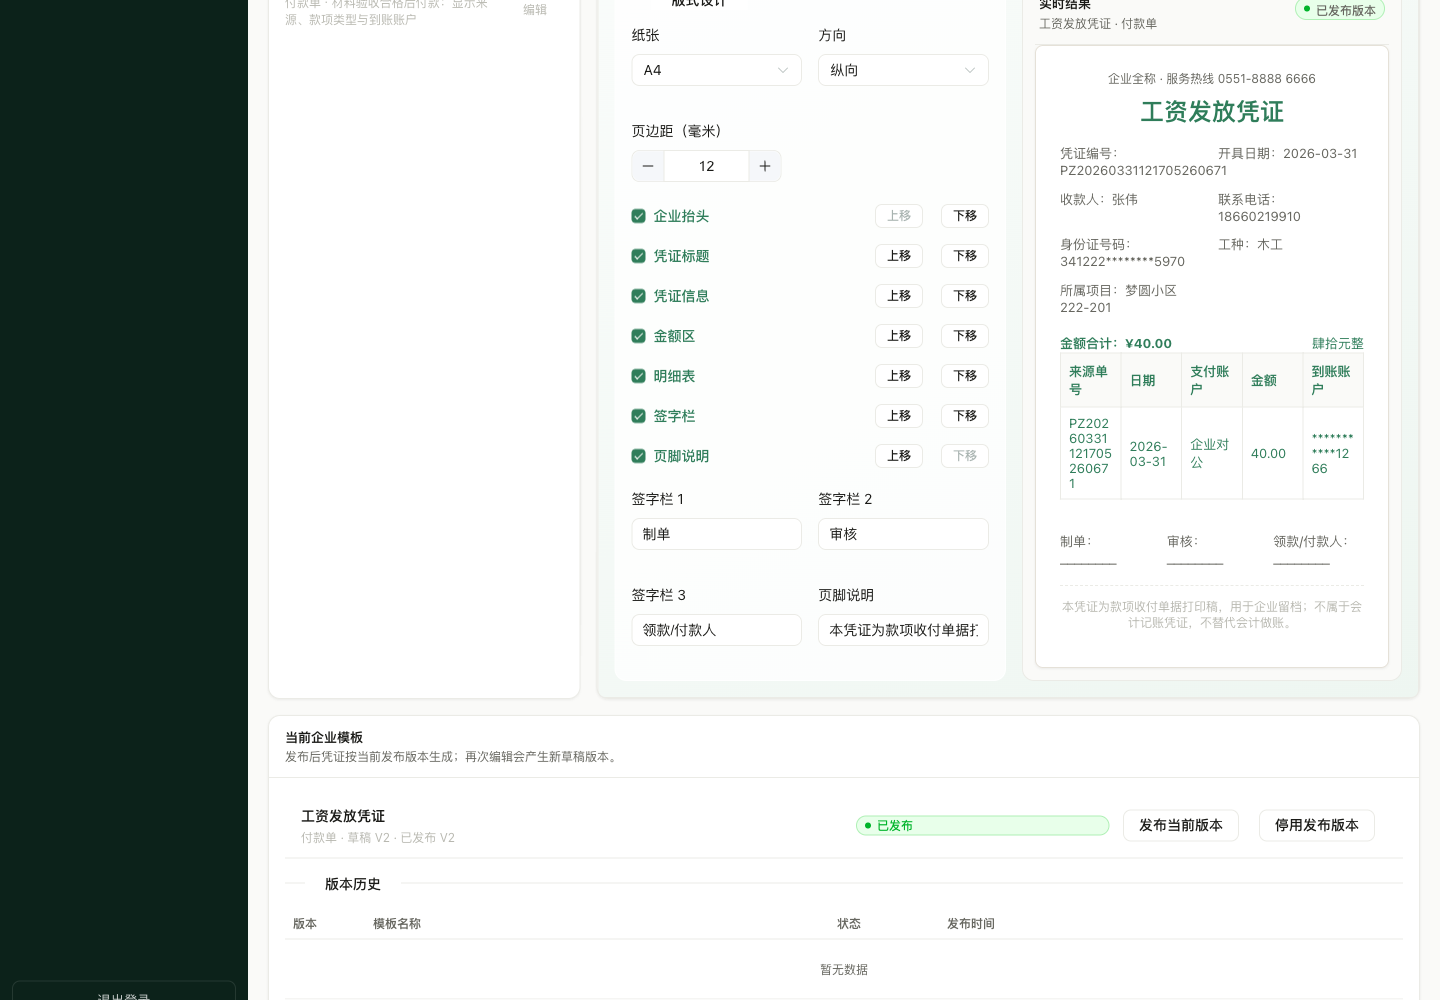 付款单 · 材料验收合格后付款；显示来
源、款项类型与到账账户
编辑
版式设计
纸张
方向
A4
纵向
页边距（毫米）
12
企业抬头
上移
下移
凭证标题
上移
下移
凭证信息
上移
下移
金额区
上移
下移
明细表
上移
下移
签字栏
上移
下移
页脚说明
上移
下移
签字栏 1
签字栏 2
制单
审核
签字栏 3
页脚说明
领款/付款人
本凭证为款项收付单据打
实时结果
工资发放凭证 · 付款单
已发布版本
企业全称 · 服务热线 0551-8888 6666
工资发放凭证
凭证编号：
PZ20260331121705260671
开具日期：2026-03-31
收款人：张伟
联系电话：
18660219910
身份证号码：
341222********5970
工种：木工
所属项目：梦圆小区
222-201
金额合计：¥40.00
肆拾元整
来源单
号
日期
支付账
户
金额
到账账
户
PZ202
60331
121705
26067
1
2026-
03-31
企业对
公
40.00
*******
****12
66
制单：
________
审核：
________
领款/付款人：
________
本凭证为款项收付单据打印稿，用于企业留档；不属于会
计记账凭证，不替代会计做账。
当前企业模板
发布后凭证按当前发布版本生成；再次编辑会产生新草稿版本。
工资发放凭证
付款单 · 草稿 V2 · 已发布 V2
已发布
发布当前版本
停用发布版本
版本历史
版本
模板名称
状态
发布时间
暂无数据
退出登录